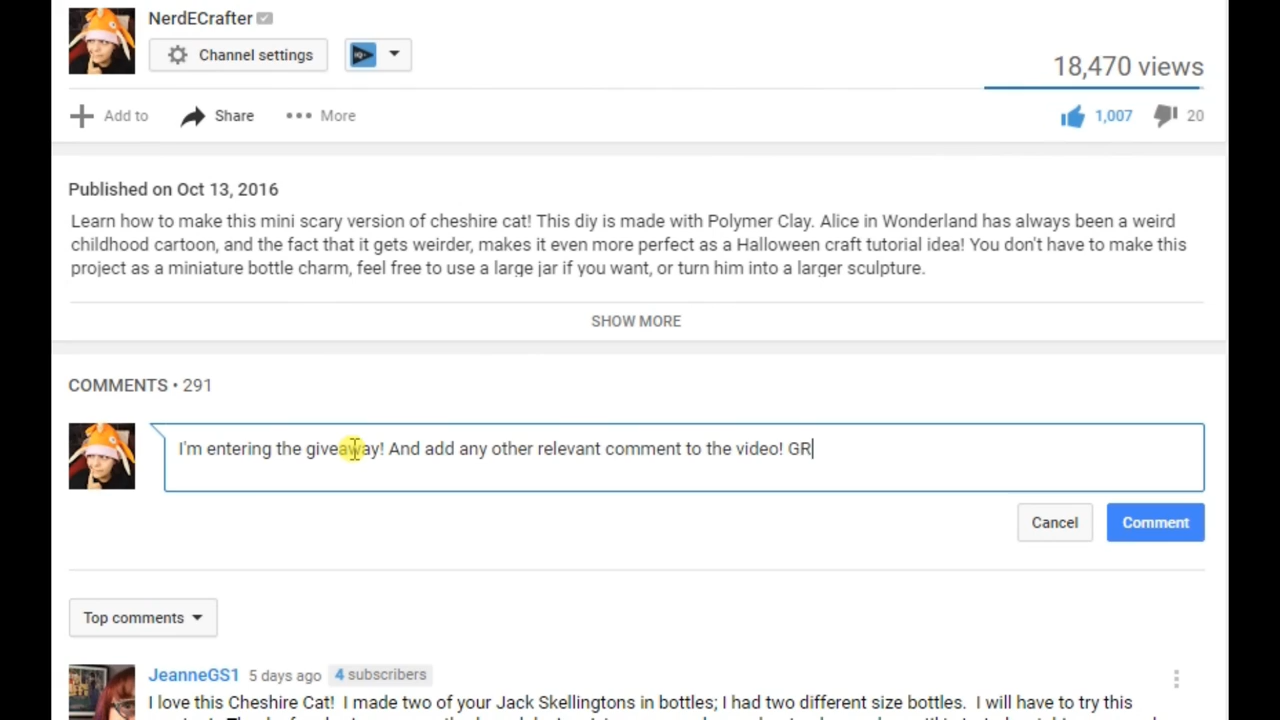 NerdECrafter
Channel settings
18,470 views
Add to
Share
More
1,007
20
Published on Oct 13, 2016
Learn how to make this mini scary version of cheshire cat! This diy is made with Polymer Clay. Alice in Wonderland has always been a weird
childhood cartoon, and the fact that it gets weirder, makes it even more perfect as a Halloween craft tutorial idea! You don't have to make this
project as a miniature bottle charm, feel free to use a large jar if you want, or turn him into a larger sculpture.
SHOW MORE
COMMENTS • 291
I'm entering the giveaway! And add any other relevant comment to the video! GR
Cancel
Comment
Top comments
JeanneGS1 5 days ago 4 subscribers
I love this Cheshire Cat! I made two of your Jack Skellingtons in bottles; I had two different size bottles. I will have to try this